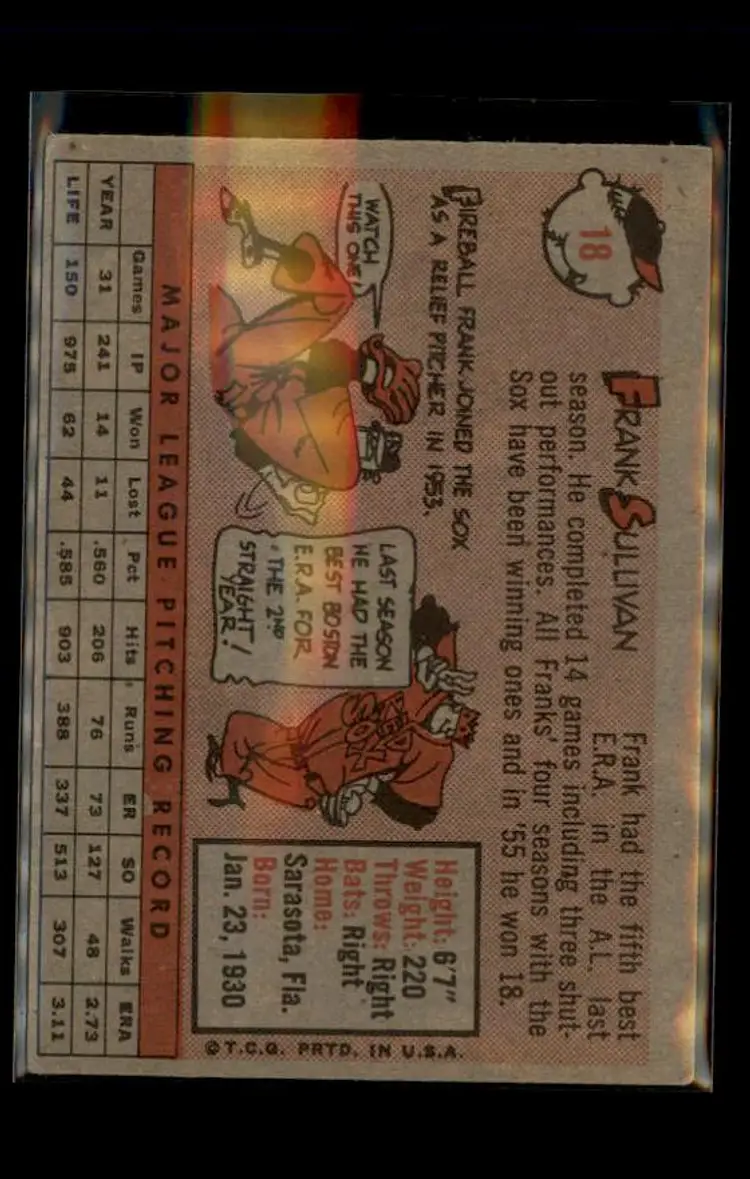 18
FRANK SULLIVAN
Frank had the fifth best
E.R.A. in the A.L. last
season. He completed 14 games including three shut-
out performances. All Franks' four seasons with the
Sox have been winning ones and in '55 he won 18.
FIREBALL FRANK JOINED THE SOX
AS A RELIEF PITCHER IN 1953.
WATCH
THIS ONE!
LAST SEASON
HE HAD THE
BEST BOSTON
E.R.A. FOR
THE 2ND
STRAIGHT
YEAR!
RED
SOX
Height: 6'7"
Weight: 220
Throws: Right
Bats: Right
Home:
Sarasota, Fla.
Born:
Jan. 23, 1930
© T.C.G. PRTD. IN U.S.A.
MAJOR LEAGUE PITCHING RECORD
Games IP Won Lost Pct Hits Runs ER SO Walks ERA
YEAR 31 241 14 11 .560 206 76 73 127 48 2.73
LIFE 150 975 62 44 .585 903 388 337 513 307 3.11